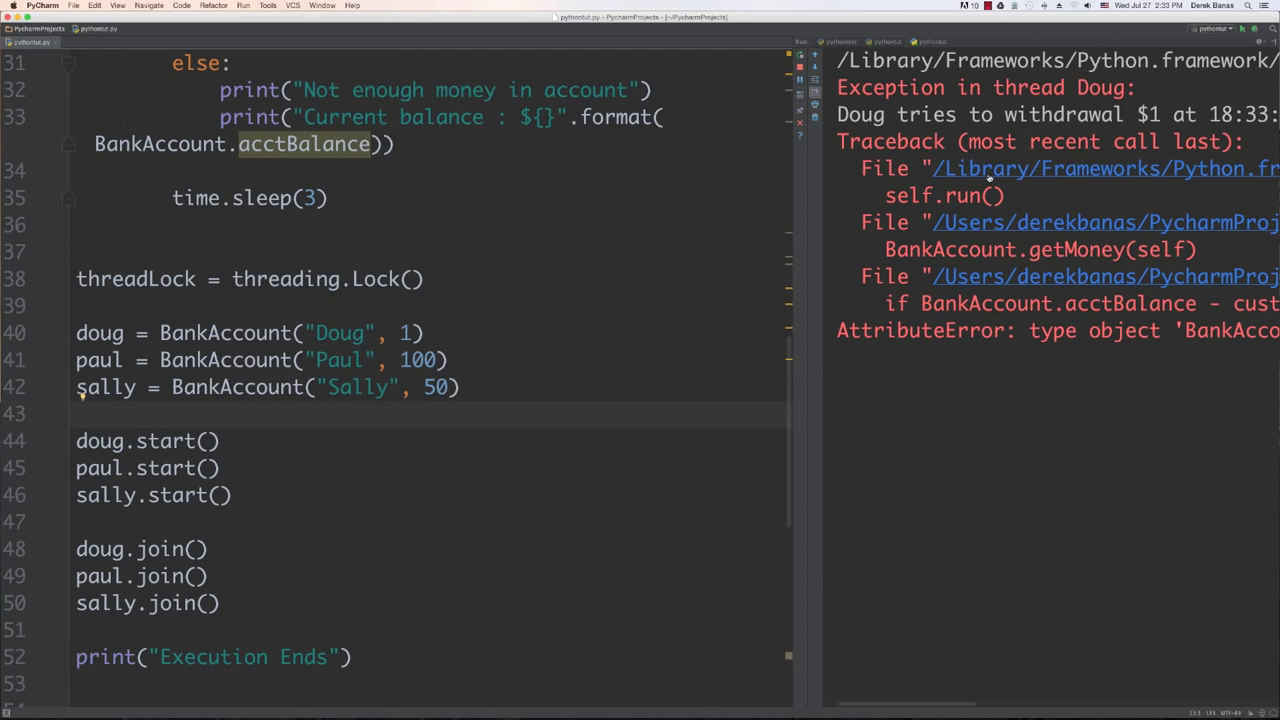 PyCharm File Edit View Navigate Code Refactor Run Tools VCS Window Help 10 Wed Jul 27 2:33 PM Derek Banas
pythontut.py - PyCharmProjects - [~/PycharmProjects]
PycharmProjects pythontut.py pythontut
pythontut.py
Run: pythontest pythontut pythontut
31 else:
32 print("Not enough money in account")
33 print("Current balance : ${}".format(
BankAccount.acctBalance))
34
35 time.sleep(3)
36
37
38 threadLock = threading.Lock()
39
40 doug = BankAccount("Doug", 1)
41 paul = BankAccount("Paul", 100)
42 sally = BankAccount("Sally", 50)
43
44 doug.start()
45 paul.start()
46 sally.start()
47
48 doug.join()
49 paul.join()
50 sally.join()
51
52 print("Execution Ends")
53
/Library/Frameworks/Python.framework/
Exception in thread Doug:
Doug tries to withdrawal $1 at 18:33:
Traceback (most recent call last):
File "/Library/Frameworks/Python.fr
self.run()
File "/Users/derekbanas/PycharmProj
BankAccount.getMoney(self)
File "/Users/derekbanas/PycharmProj
if BankAccount.acctBalance - cust
AttributeError: type object 'BankAcco